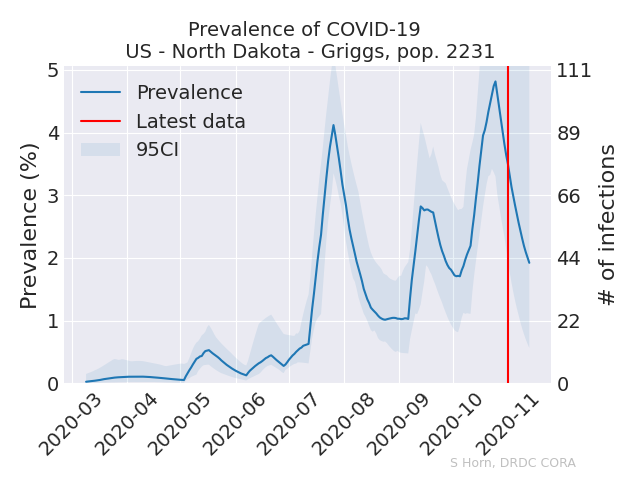 Prevalence of COVID-19
US - North Dakota - Griggs, pop. 2231
Prevalence (%)
5
4
3
2
1
0
Prevalence
Latest data
95CI
111
89
66
44
22
0
# of infections
2020-03
2020-04
2020-05
2020-06
2020-07
2020-08
2020-09
2020-10
2020-11
S Horn, DRDC CORA